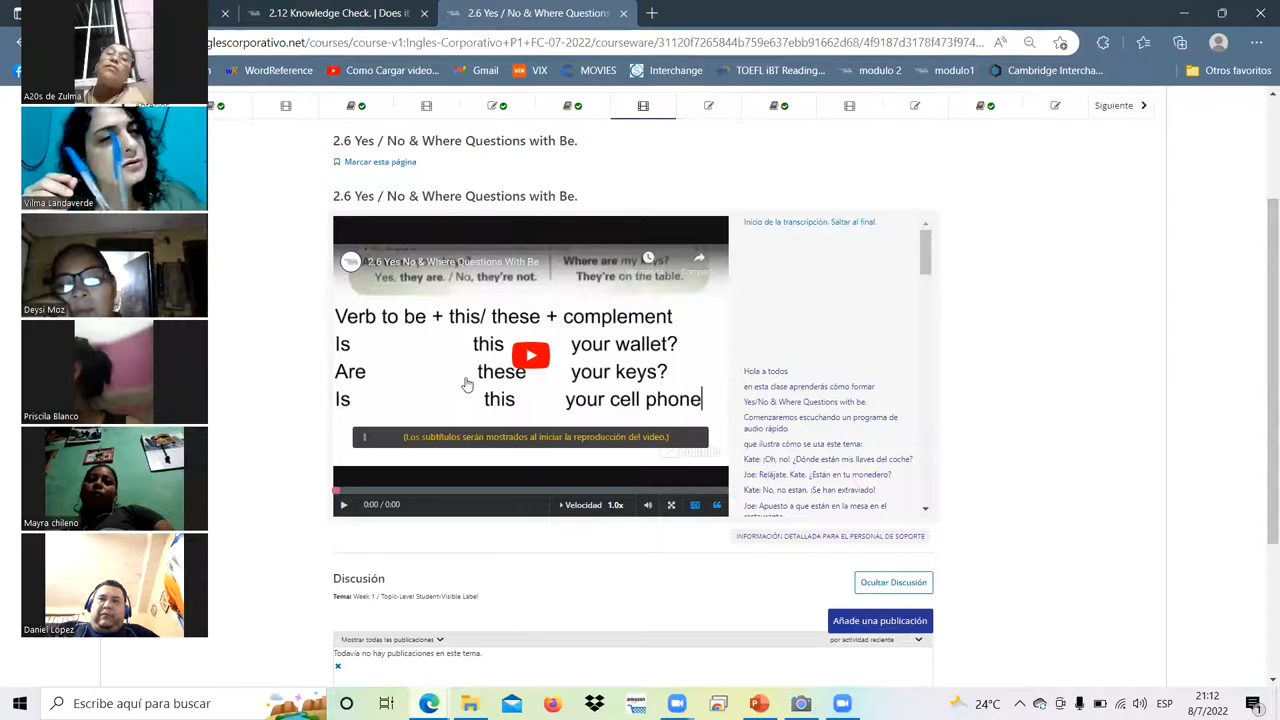 2.12 Knowing "Does it
2.6 Yes / No & Where Questions
glescorporativo.net/courses/course-v1:Ingles-Corporativo+P1+FC-07-2022/courseware/31120f7265844b759e637ebb91662d68/4f9187d3178f473f974...
WordReference
Como Cargar video...
Gmail
VIX
MOVIES
Interchange
TOEFL iBT Reading...
modulo 2
modulo 1
Cambridge Intercha...
Otros favoritos
Siguiente
2.6 Yes / No & Where Questions with Be.
Marcar esta página
2.6 Yes / No & Where Questions with Be.
2.6 Yes No & Where Questions With Be
Where are my keys?
Yes, they are. / No, they're not.
They're on the table.
Verb to be + this/ these + complement
Is this your wallet?
Are these your keys?
Is this your cell phone
(Los subtítulos serán mostrados al iniciar la reproducción del video.)
0:00 / 0:00
Velocidad 1.0x
Inicio de la transcripción. Saltar al final.
Hola a todos
en esta clase aprenderás cómo formar
Yes/No & Where Questions with be.
Comenzaremos escuchando un programa de
audio rápido
que ilustra cómo se usa este tema:
Kate: ¡Oh, no! ¿Dónde están mis llaves del coche?
Joe: Relájate. Kate. ¿Están en tu monedero?
Kate: No, no estan. ¡Se han extraviado!
Joe: Apuesto a que están en la mesa en el
restaurante
INFORMACIÓN DETALLADA PARA EL PERSONAL DE SOPORTE
Discusión
Ocultar Discusión
Tema: Week 1 / Topic-Level Student-Visible Label
Añade una publicación
Mostrar todas las publicaciones
por actividad reciente
Todavía no hay publicaciones en este tema.
A20s de Zulma
Vilma Landaverde
Deysi Moz
Priscila Blanco
Mayra chileno
Daniel López
Escribe aquí para buscar
amazon
24°C
ESP
21:12
8/7/2022